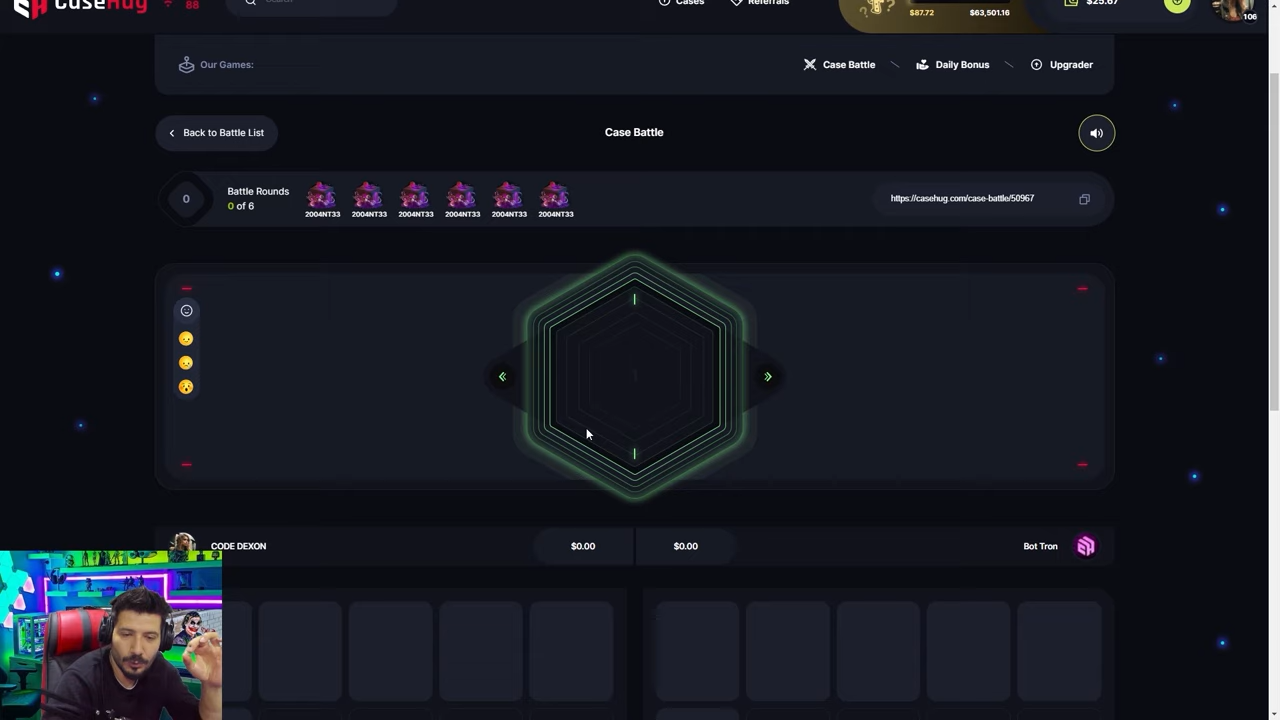 CaseHug
88
Cases
Referrals
$87.72
$63,501.16
$25.67
106
Our Games:
Case Battle
Daily Bonus
Upgrader
Back to Battle List
Case Battle
0
Battle Rounds
0 of 6
2004NT33
2004NT33
2004NT33
2004NT33
2004NT33
2004NT33
https://casehug.com/case-battle/50967
CODE DEXON
$0.00
$0.00
Bot Tron